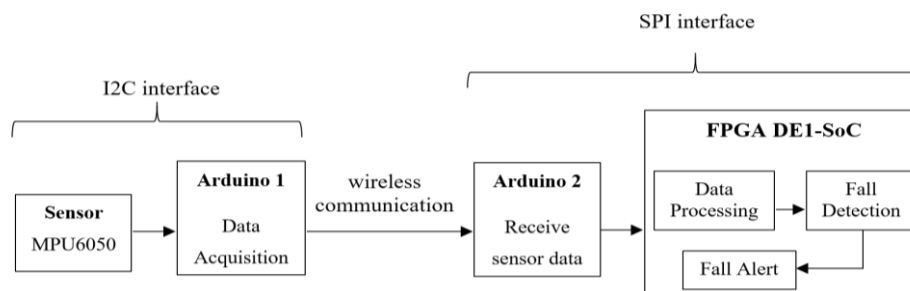 SPI interface
I2C interface
FPGA DE1-SoC
Arduino 1
wireless
communication
Arduino 2
Sensor
MPU6050
Data
Acquisition
Receive
sensor data
Data
Processing
Fall
Detection
Fall Alert